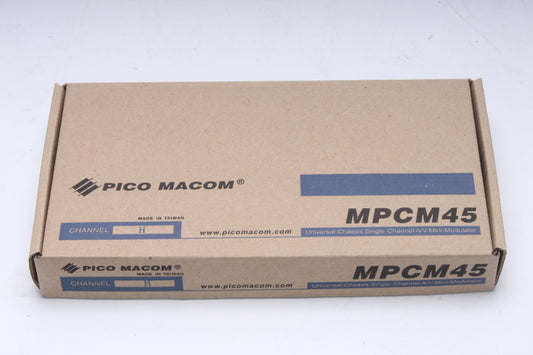 PICO MACOM®
MADE IN TAIWAN
CHANNEL H
www.picomacom.com
MPCM45
Universal-Chassis Single Channel A/V Mini-Modulator
PICO MACOM®
MADE IN TAIWAN
CHANNEL H
www.picomacom.com
MPCM45
Universal-Chassis Single Channel A/V Mini-Modulator